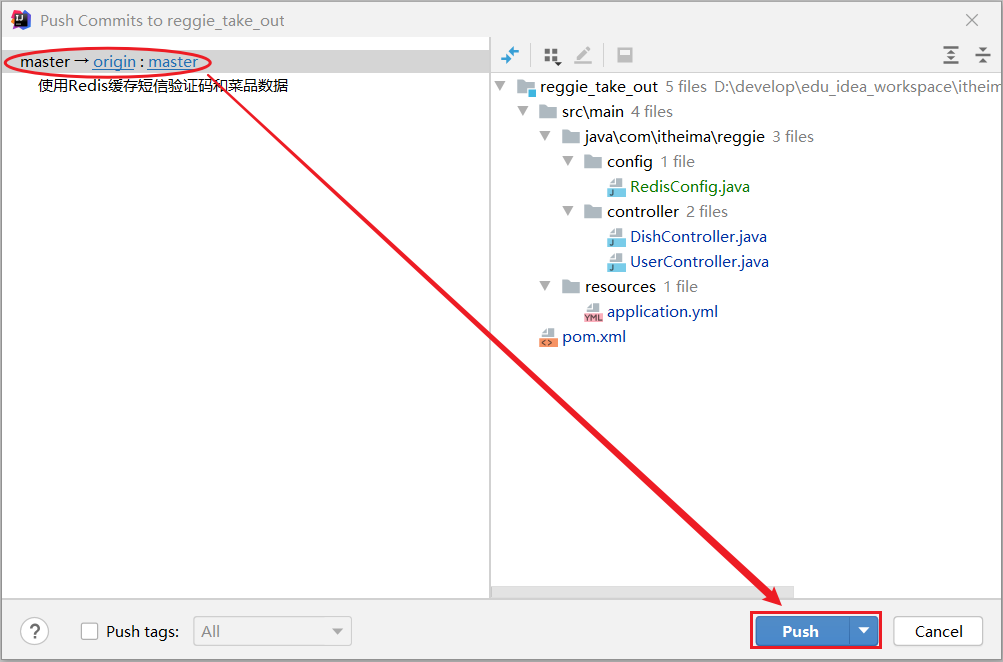 Push Commits to reggie_take_out
master → origin : master
使用Redis缓存短信验证码和菜品数据
reggie_take_out 5 files D:\develop\edu_idea_workspace\itheim
src\main 4 files
java\com\itheima\reggie 3 files
config 1 file
RedisConfig.java
controller 2 files
DishController.java
UserController.java
resources 1 file
YML application.yml
pom.xml
? Push tags: All Push Cancel